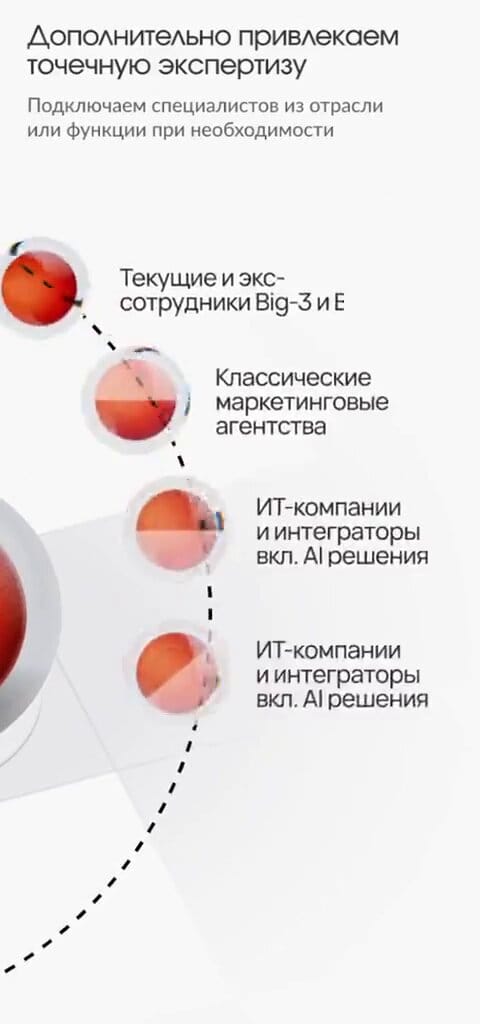 Дополнительно привлекаем
точечную экспертизу
Подключаем специалистов из отрасли
или функции при необходимости
Текущие и экс-
сотрудники Big-3 и
Классические
маркетинговые
агентства
ИТ-компании
и интеграторы
вкл. AI решения
ИТ-компании
и интеграторы
вкл. AI решения